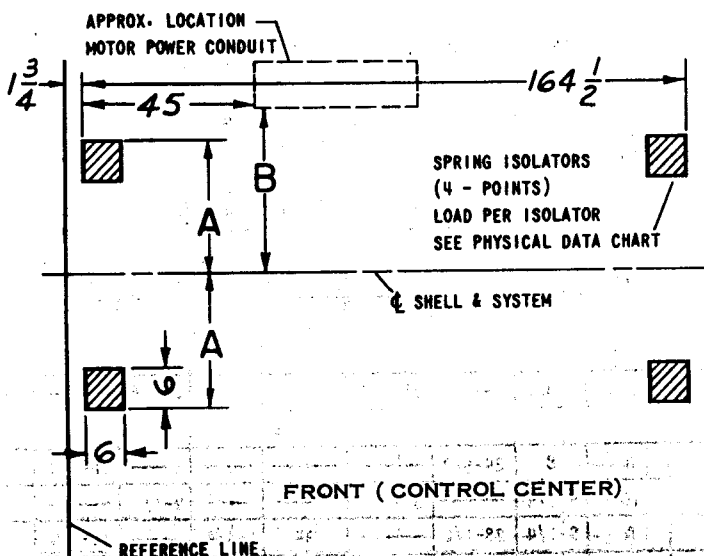 APPROX. LOCATION
MOTOR POWER CONDUIT
1 3/4
164 1/2
45
B
SPRING ISOLATORS
(4 - POINTS)
LOAD PER ISOLATOR
SEE PHYSICAL DATA CHART
A
℄ SHELL & SYSTEM
A
6
6
FRONT (CONTROL CENTER)
REFERENCE LINE